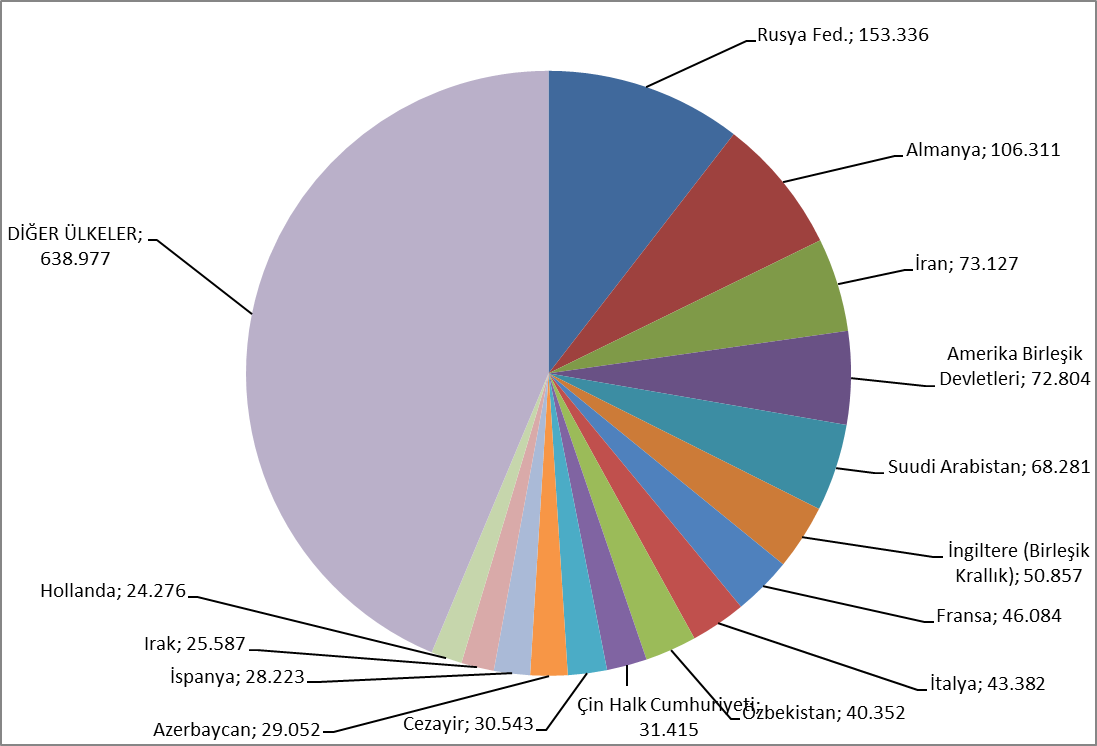 Rusya Fed.; 153.336
Almanya; 106.311
İran; 73.127
Amerika Birleşik
Devletleri; 72.804
Suudi Arabistan; 68.281
İngiltere (Birleşik
Krallık); 50.857
Fransa; 46.084
İtalya; 43.382
Özbekistan; 40.352
Çin Halk Cumhuriyeti;
31.415
Cezayir; 30.543
Azerbaycan; 29.052
İspanya; 28.223
Irak; 25.587
Hollanda; 24.276
DİĞER ÜLKELER;
638.977